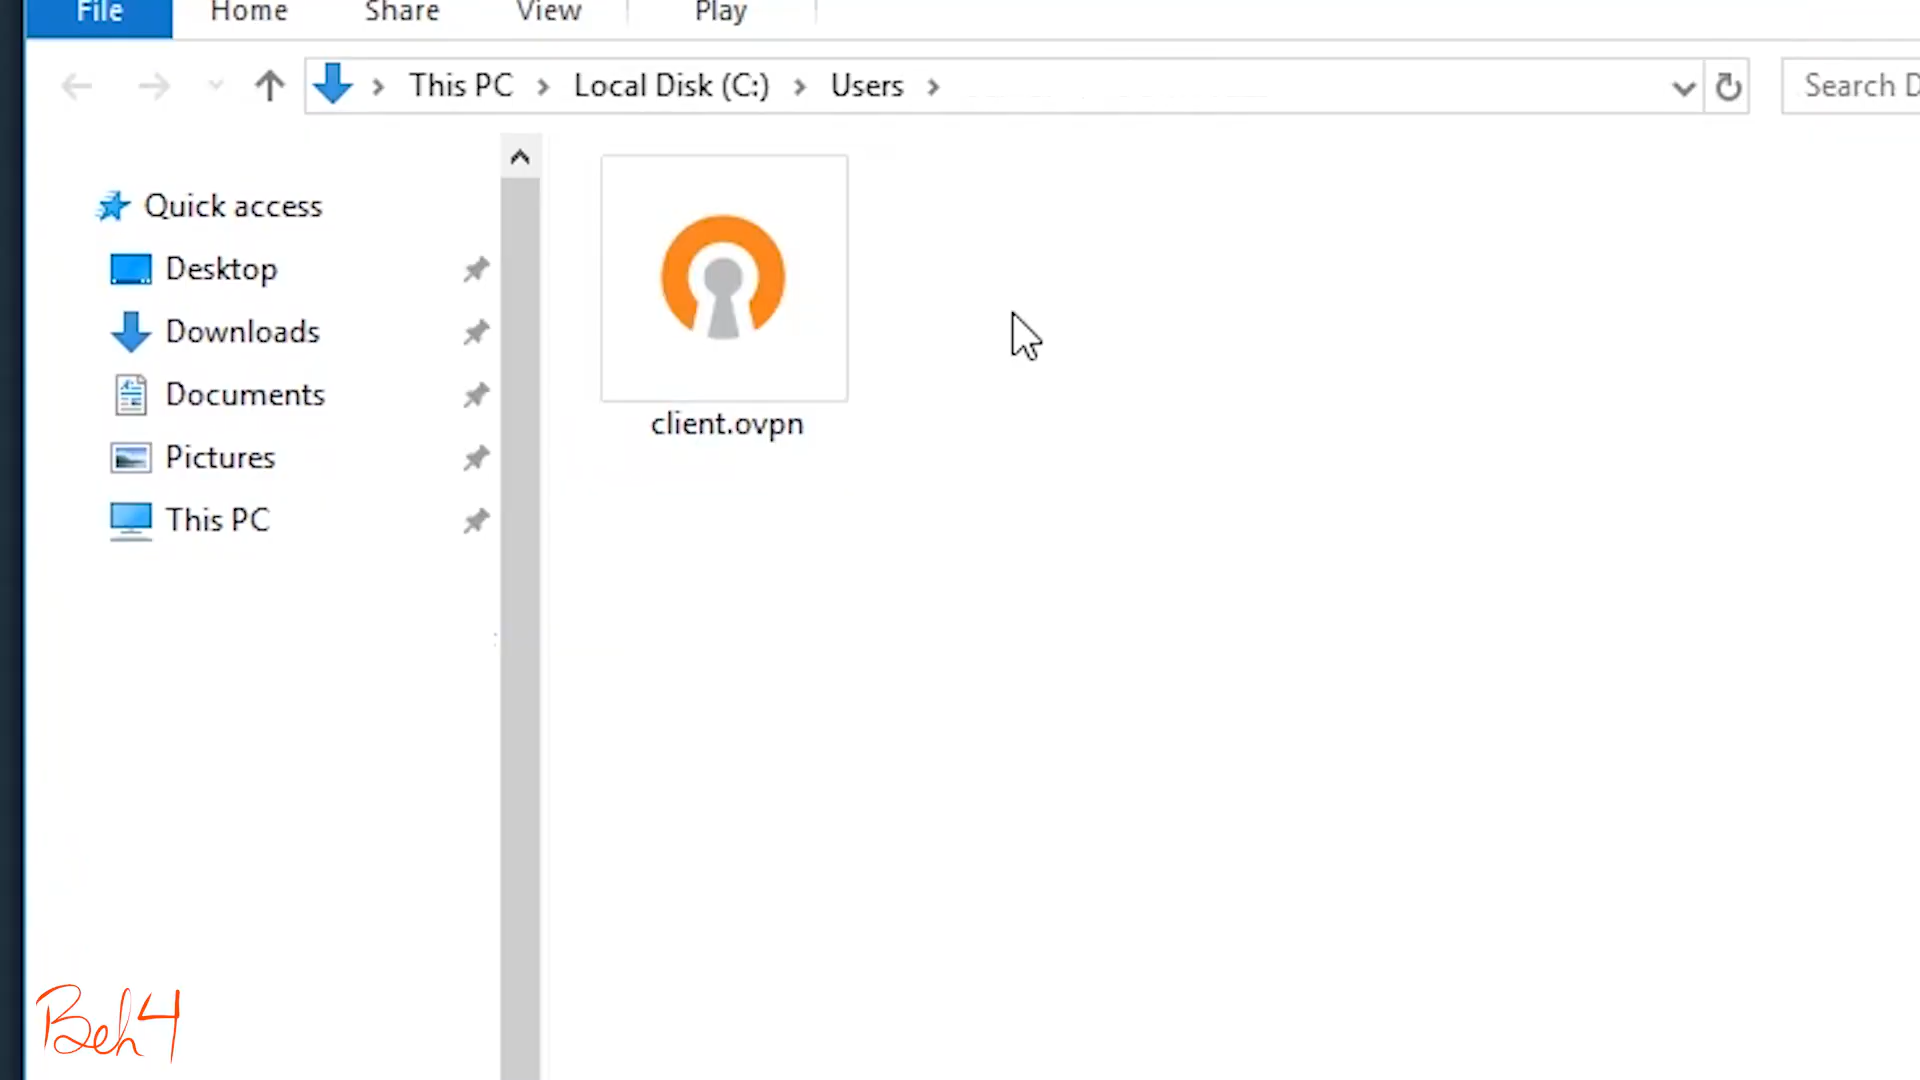 File Home Share View Play
This PC Local Disk (C:) Users
Search D
Quick access
Desktop
Downloads
Documents
Pictures
This PC
client.ovpn
Beh4